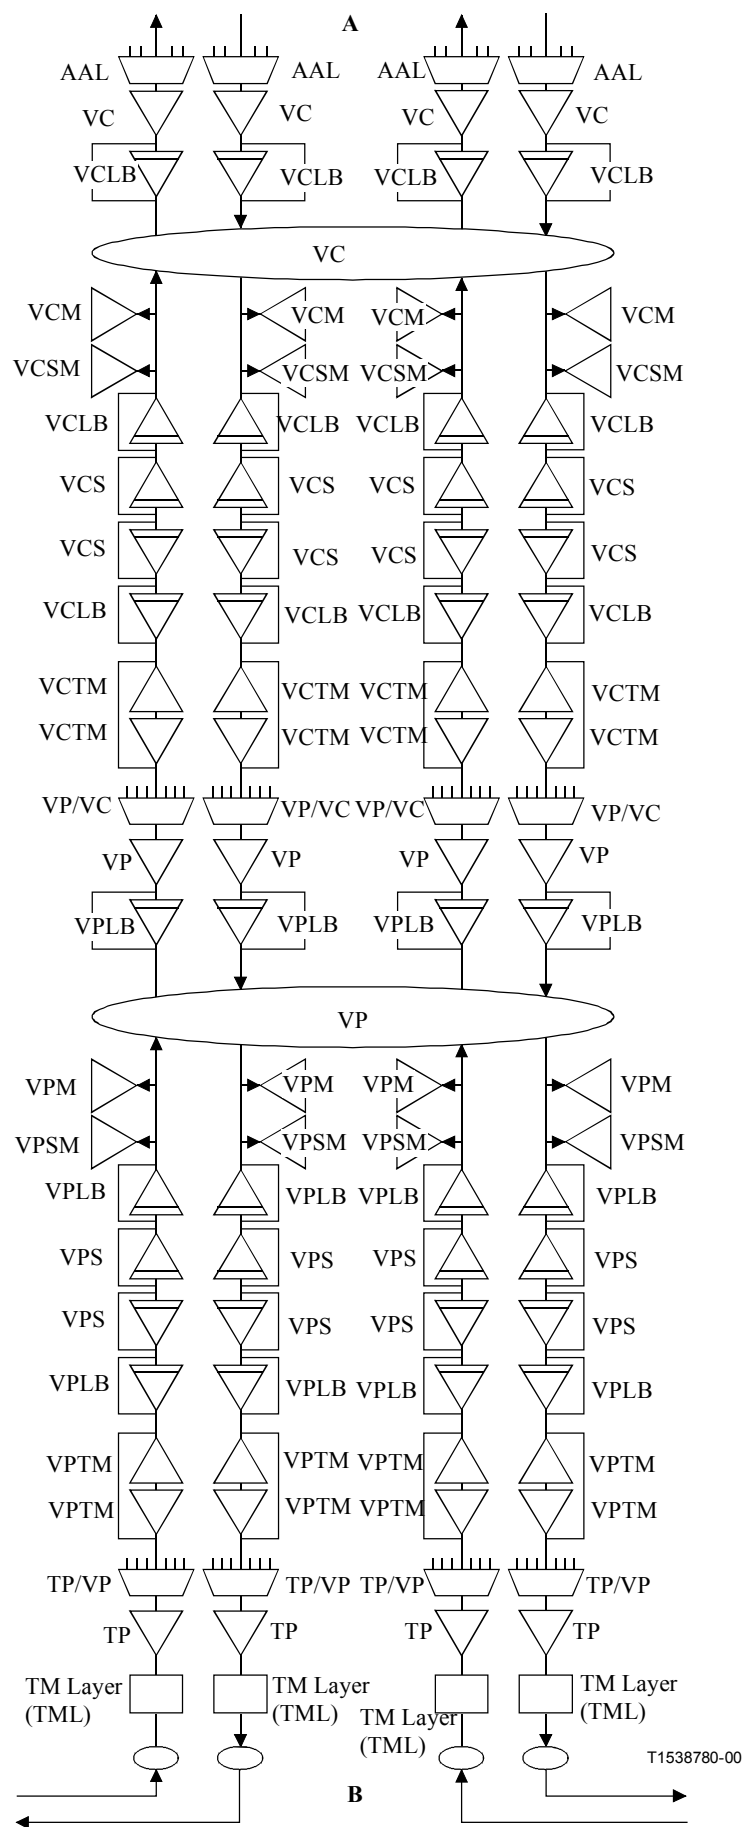 A
AAL AAL AAL AAL
VC VC VC VC
VCLB VCLB VCLB VCLB
VC
VCM VCM VCM VCM
VCSM VCSM VCSM VCSM
VCLB VCLB VCLB VCLB
VCS VCS VCS VCS
VCS VCS VCS VCS
VCLB VCLB VCLB VCLB
VCTM VCTM VCTM VCTM
VCTM VCTM VCTM VCTM
VP/VC VP/VC VP/VC VP/VC
VP VP VP VP
VPLB VPLB VPLB VPLB
VP
VPM VPM VPM VPM
VPSM VPSM VPSM VPSM
VPLB VPLB VPLB VPLB
VPS VPS VPS VPS
VPS VPS VPS VPS
VPLB VPLB VPLB VPLB
VPTM VPTM VPTM VPTM
VPTM VPTM VPTM VPTM
TP/VP TP/VP TP/VP TP/VP
TP TP TP TP
TM Layer TM Layer TM Layer TM Layer
(TML) (TML) (TML) (TML)
T1538780-00
B